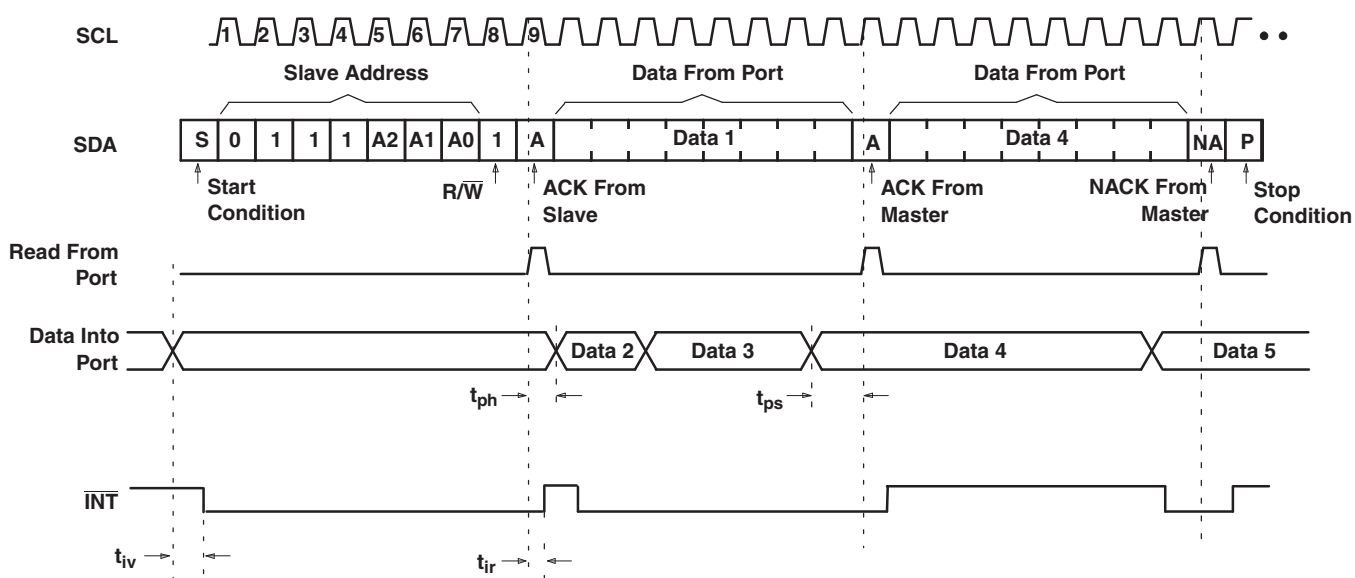 SCL
1 2 3 4 5 6 7 8 9
Slave Address
Data From Port
Data From Port
SDA
S 0 1 1 1 A2 A1 A0 1 A Data 1 A Data 4 NA P
Start
Condition
R/W̅
ACK From
Slave
ACK From
Master
NACK From
Master
Stop
Condition
Read From
Port
Data Into
Port
Data 2 Data 3 Data 4 Data 5
tph
tps
I̅N̅T̅
tiv
tir